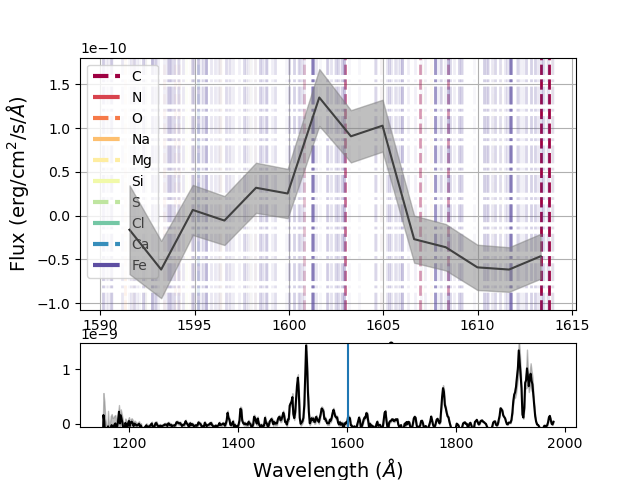 1e−10
Flux (erg/cm²/s/Å)
1.5
1.0
0.5
0.0
−0.5
−1.0
C
N
O
Na
Mg
Si
S
Cl
Ca
Fe
1590 1595 1600 1605 1610 1615
1e−9
1
0
1200 1400 1600 1800 2000
Wavelength (Å)